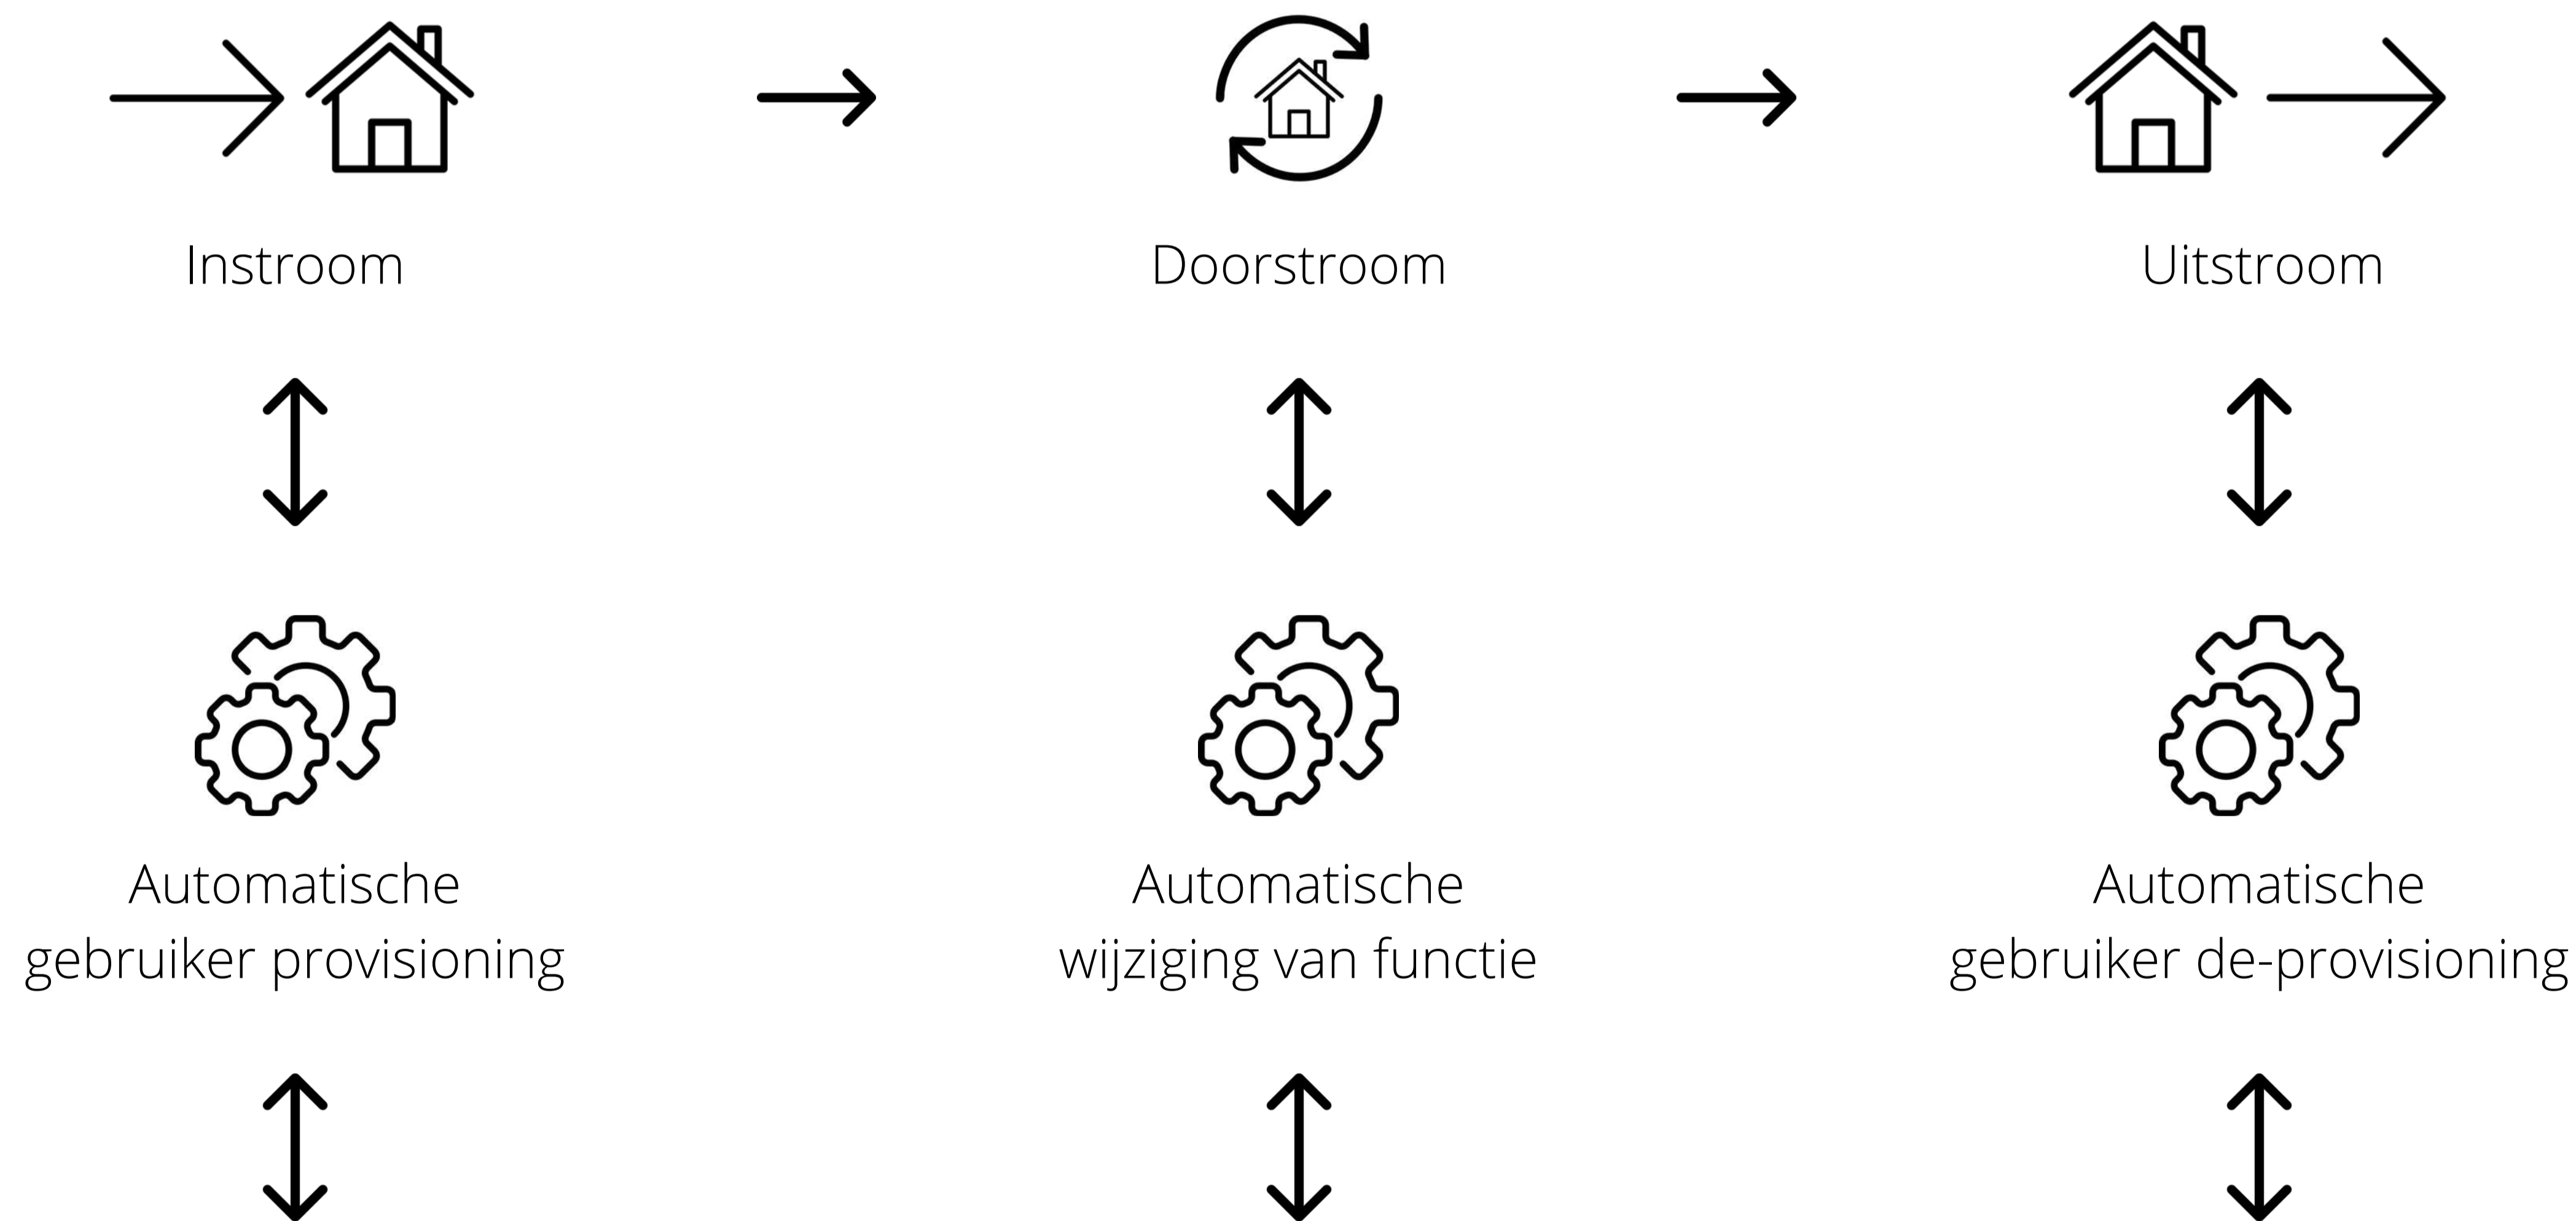 Instroom
Doorstroom
Uitstroom
Automatische
gebruiker provisioning
Automatische
wijziging van functie
Automatische
gebruiker de-provisioning